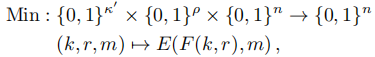 Min : {0, 1}^κ′ × {0, 1}^ρ × {0, 1}^n → {0, 1}^n
(k, r, m) ↦ E(F(k, r), m) ,